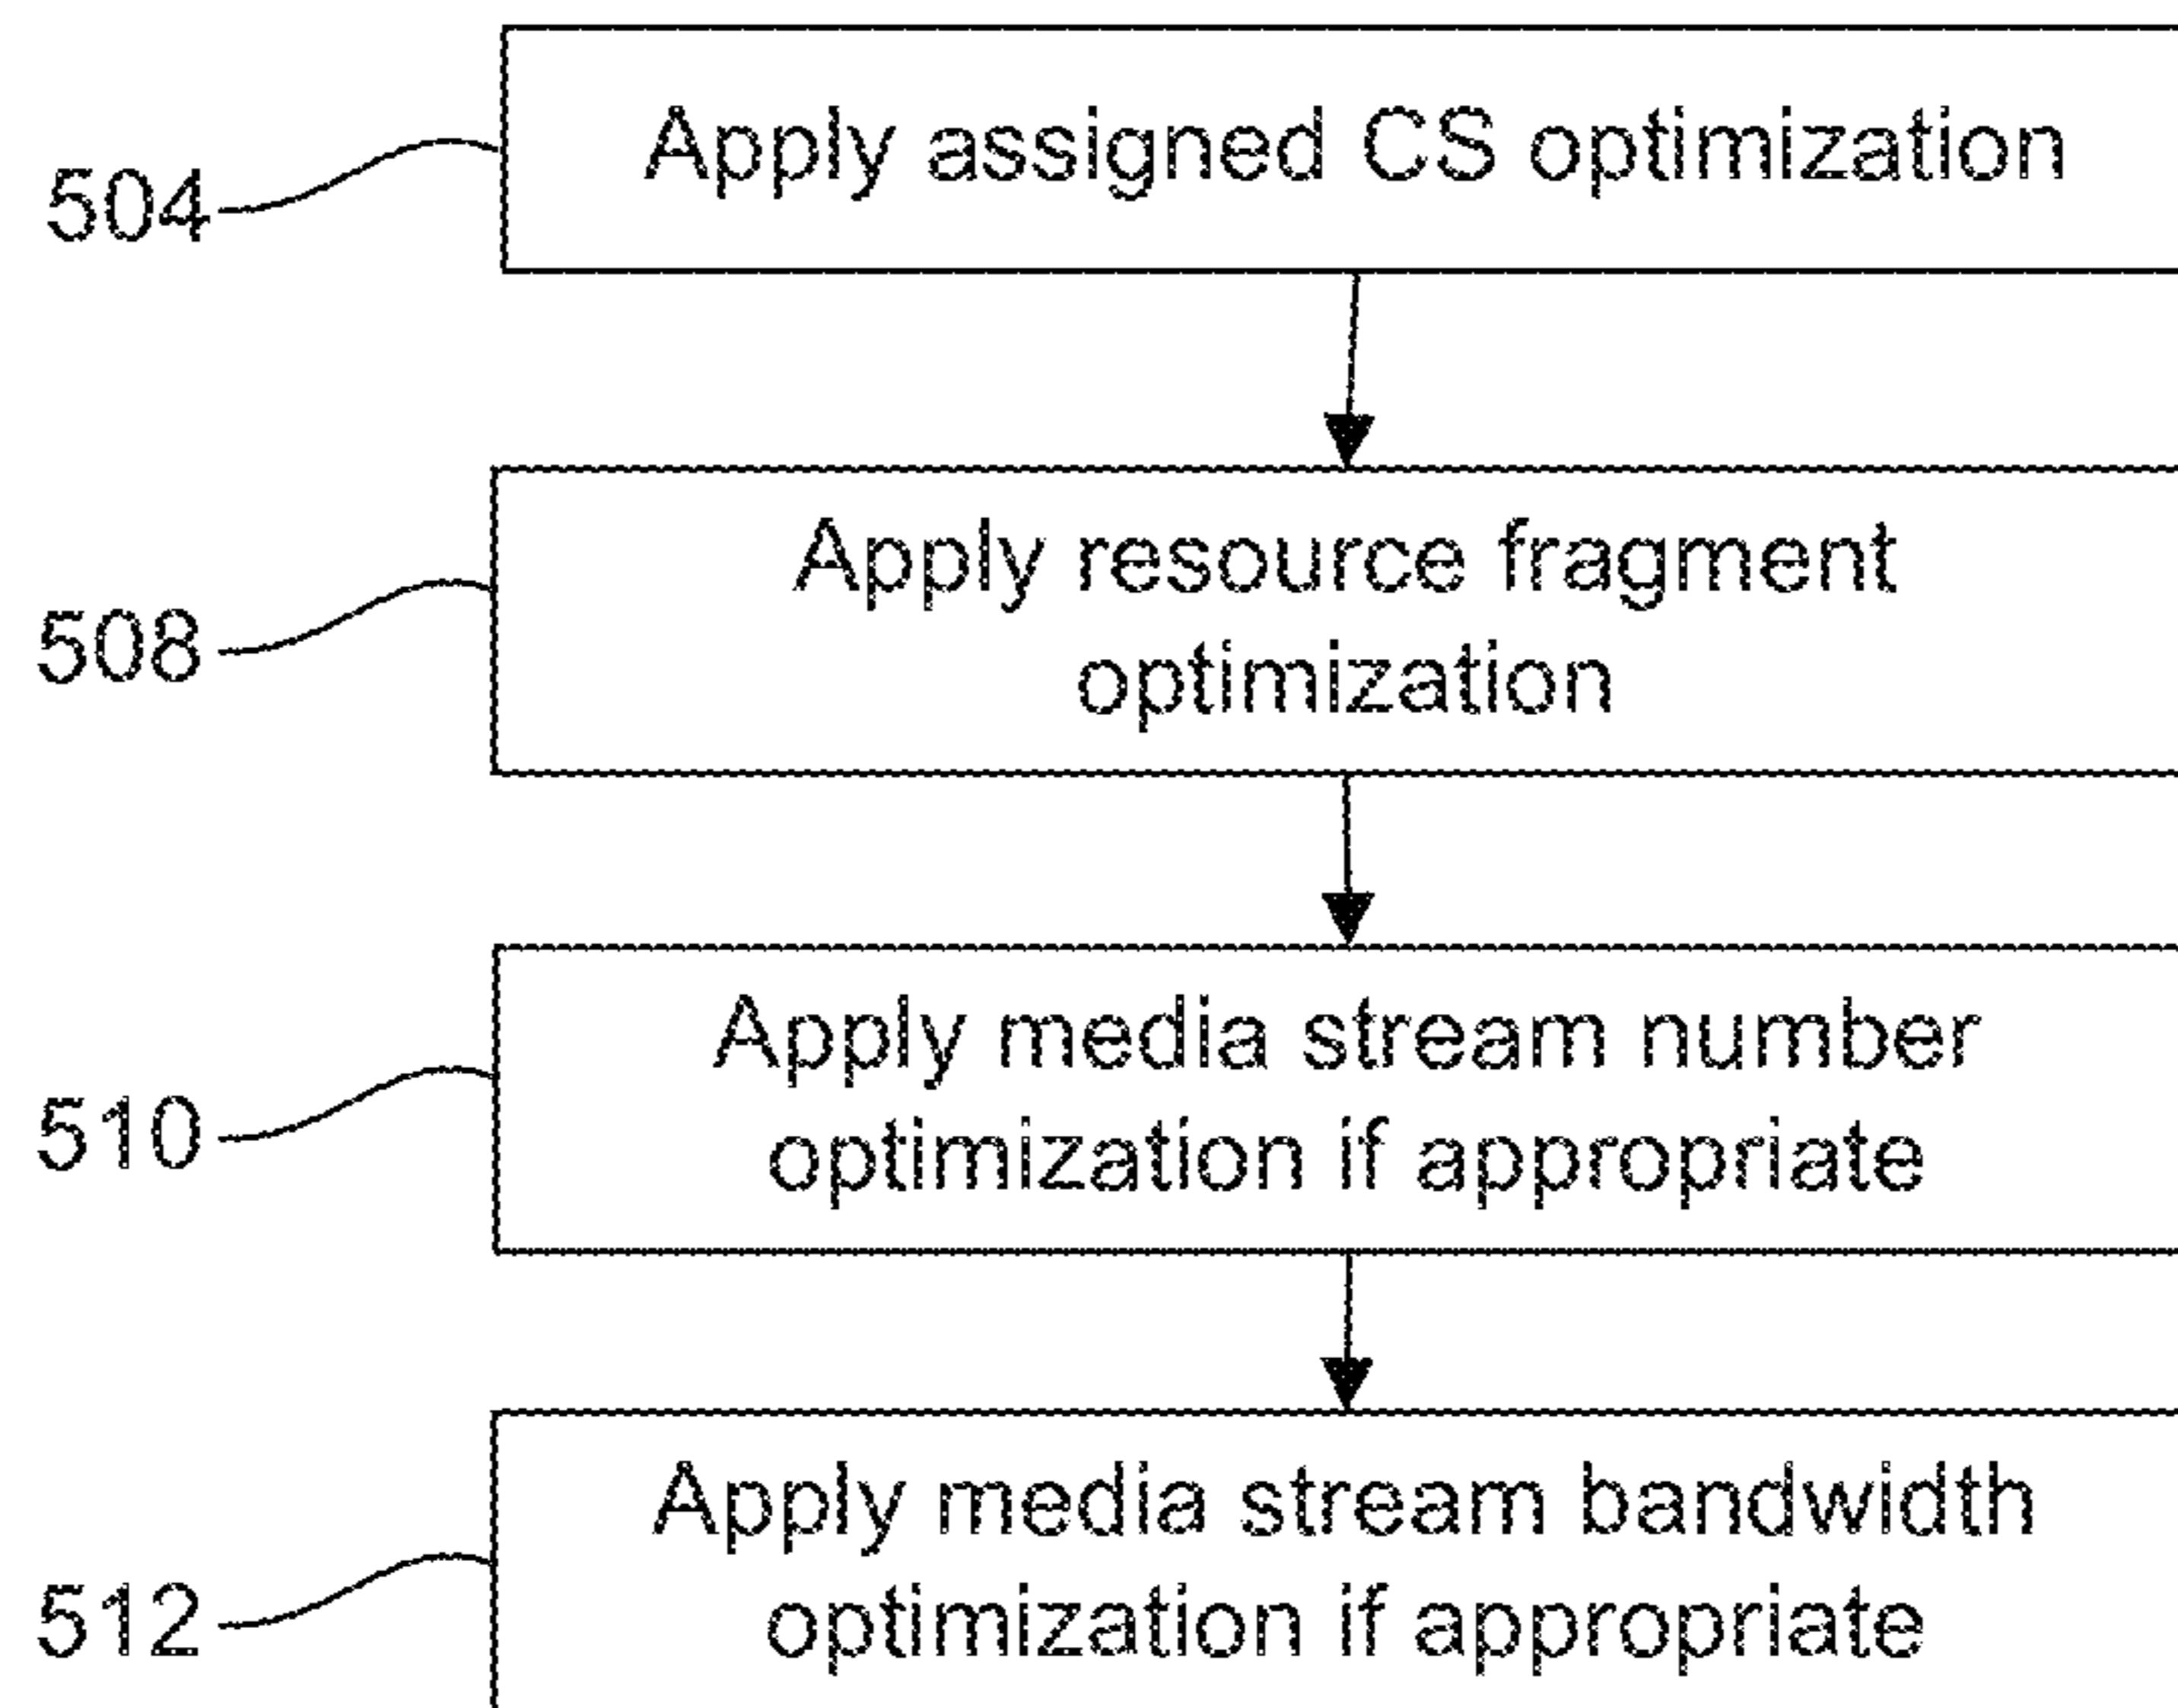 Apply assigned CS optimization
504
Apply resource fragment
optimization
508
Apply media stream number
optimization if appropriate
510
Apply media stream bandwidth
optimization if appropriate
512